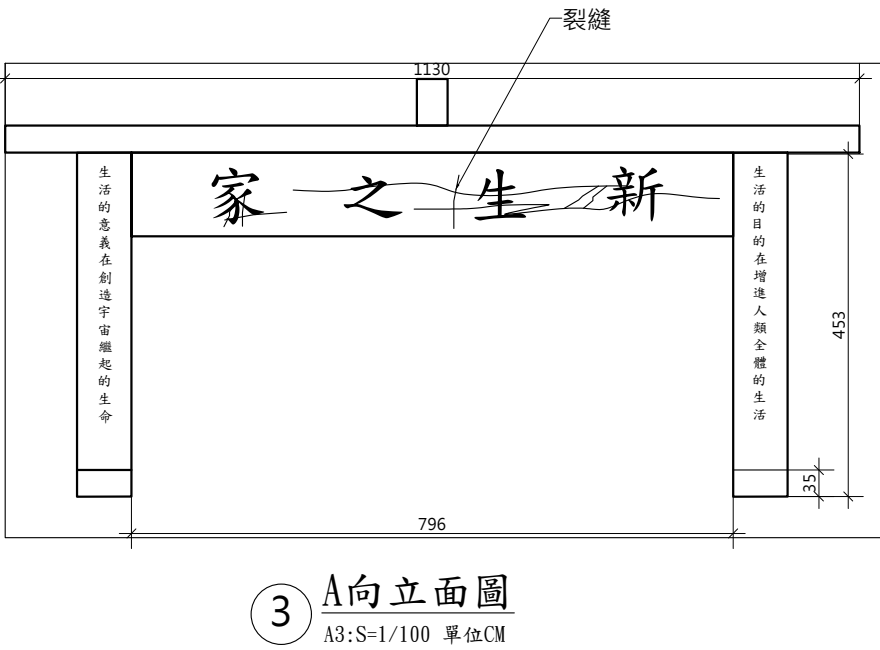 裂縫
1130
新生之家
生活的目的在增進人類全體的生活
生活的意義在創造宇宙繼起的生命
453
35
796
3
A向立面圖
A3:S=1/100 單位CM